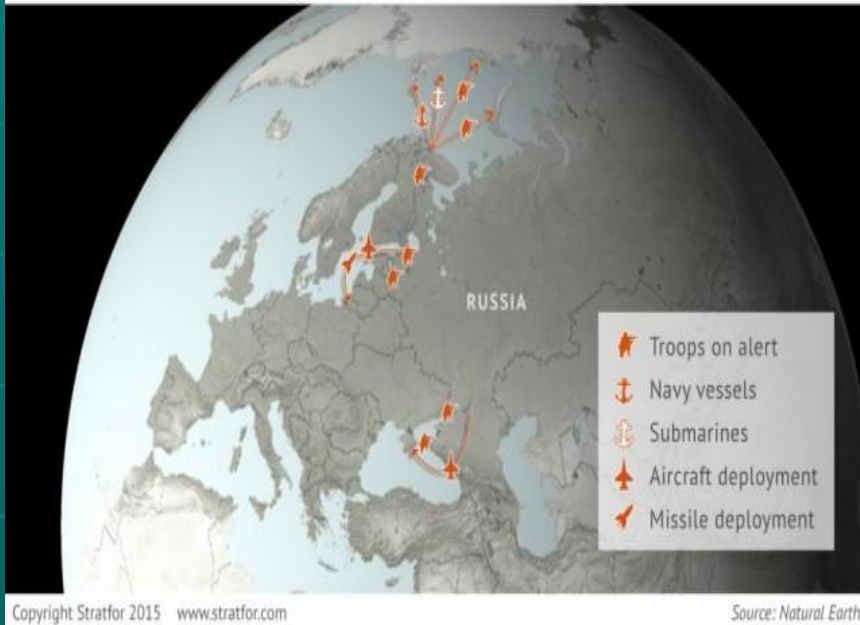 RUSSIA
Troops on alert
Navy vessels
Submarines
Aircraft deployment
Missile deployment
Copyright Stratfor 2015 www.stratfor.com
Source: Natural Earth